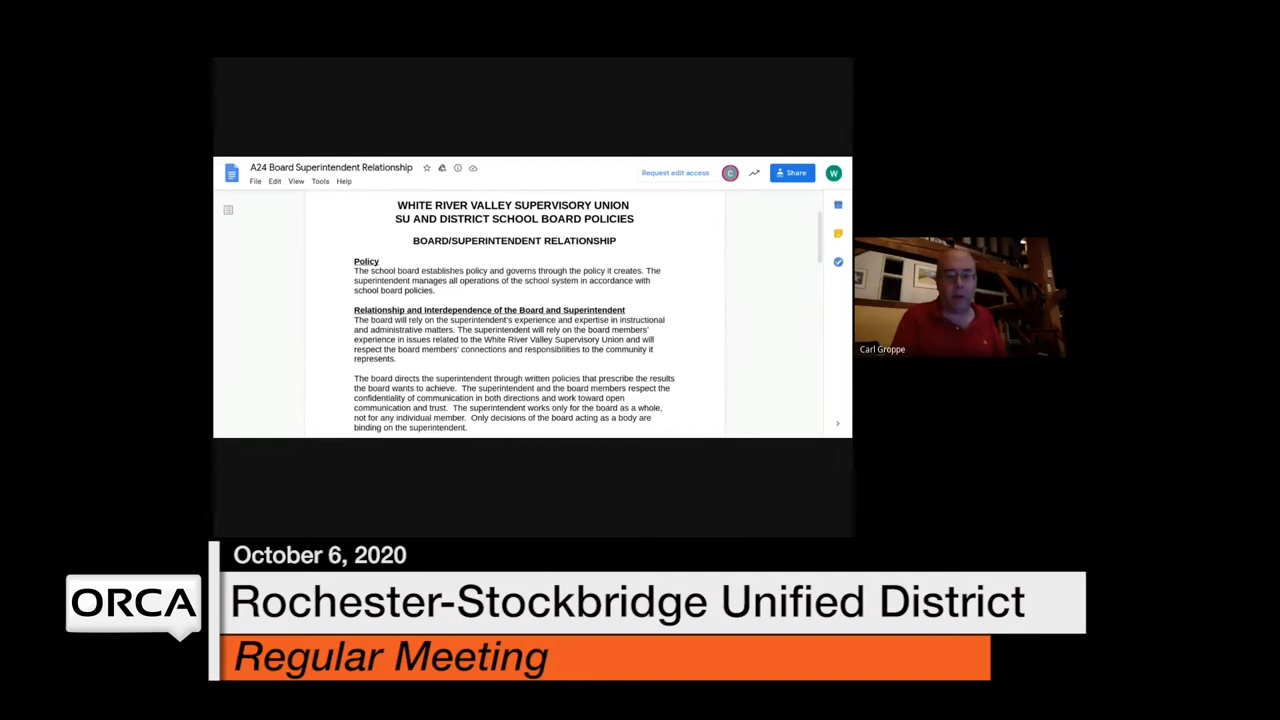 A24 Board Superintendent Relationship
File Edit View Tools Help
Request edit access
C
Share
W
WHITE RIVER VALLEY SUPERVISORY UNION
SU AND DISTRICT SCHOOL BOARD POLICIES
BOARD/SUPERINTENDENT RELATIONSHIP
Policy
The school board establishes policy and governs through the policy it creates. The
superintendent manages all operations of the school system in accordance with
school board policies.
Relationship and Interdependence of the Board and Superintendent
The board will rely on the superintendent's experience and expertise in instructional
and administrative matters. The superintendent will rely on the board members'
experience in issues related to the White River Valley Supervisory Union and will
respect the board members' connections and responsibilities to the community it
represents.
The board directs the superintendent through written policies that prescribe the results
the board wants to achieve. The superintendent and the board members respect the
confidentiality of communication in both directions and work toward open
communication and trust. The superintendent works only for the board as a whole,
not for any individual member. Only decisions of the board acting as a body are
binding on the superintendent.
Carl Groppe
October 6, 2020
ORCA
Rochester-Stockbridge Unified District
Regular Meeting